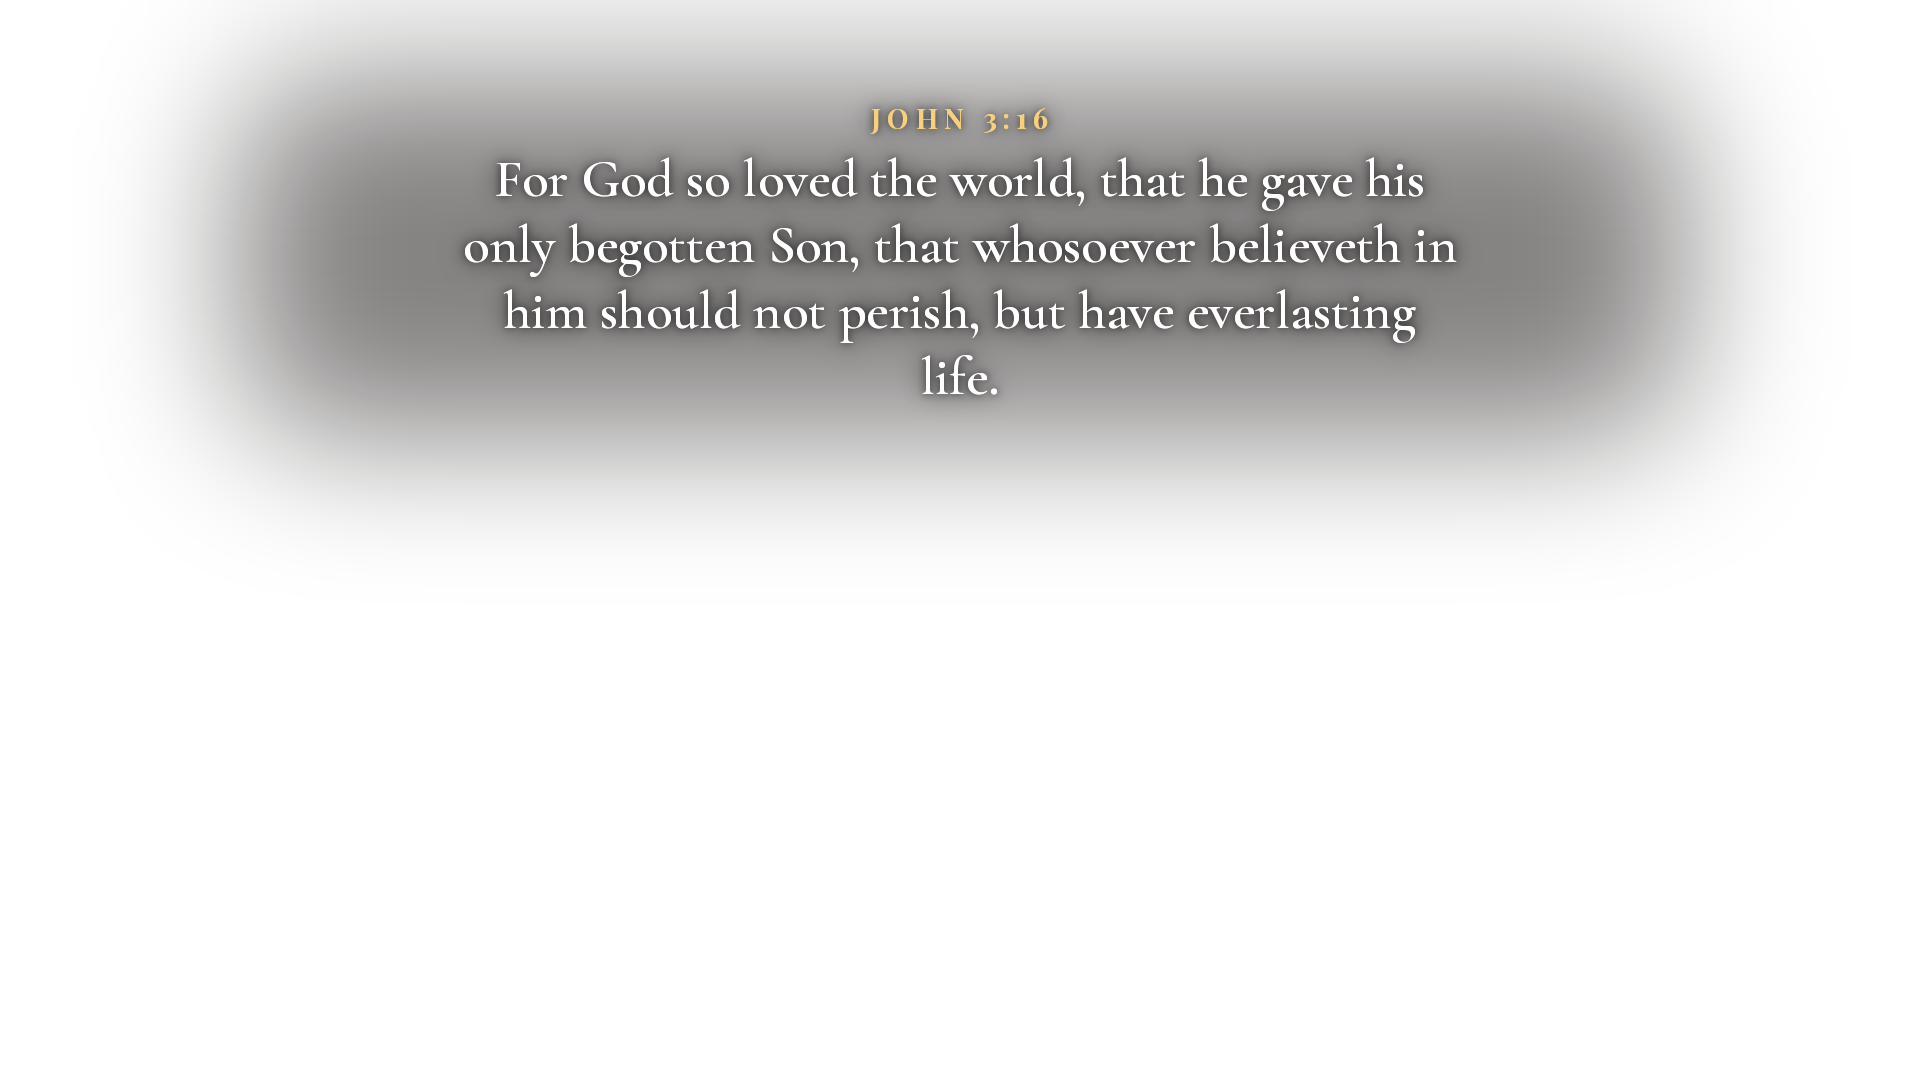 JOHN 3:16
For God so loved the world, that he gave his
only begotten Son, that whosoever believeth in
him should not perish, but have everlasting
life.